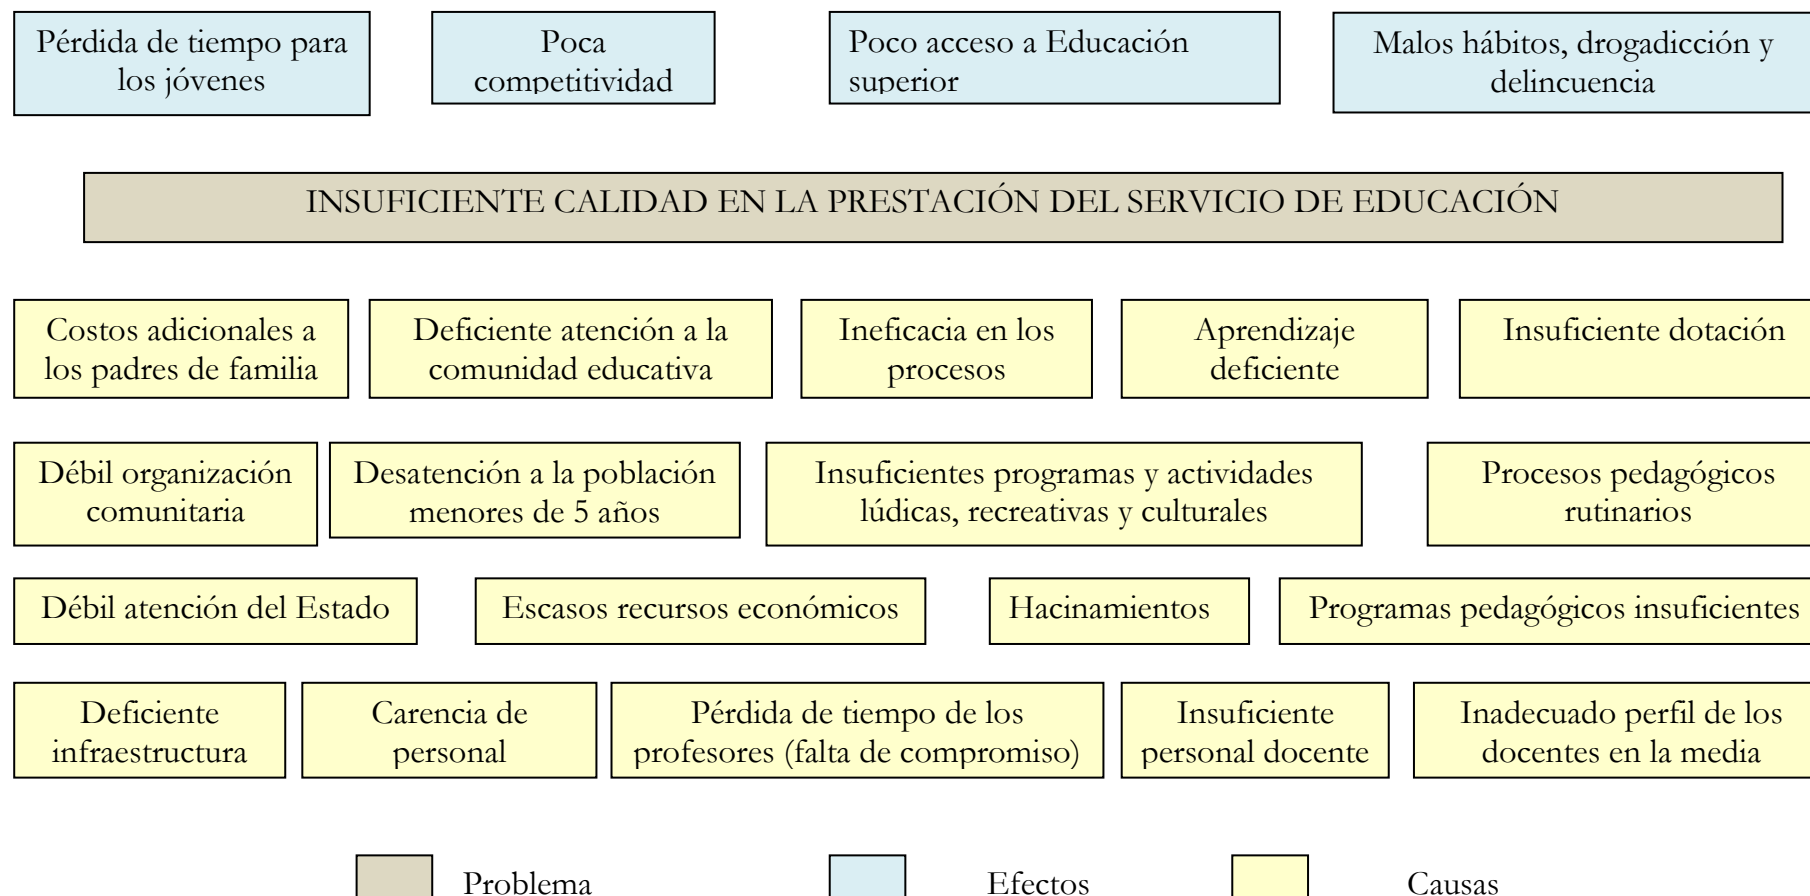 Pérdida de tiempo para
los jóvenes
Poca
competitividad
Poco acceso a Educación
superior
Malos hábitos, drogadicción y
delincuencia
INSUFICIENTE CALIDAD EN LA PRESTACIÓN DEL SERVICIO DE EDUCACIÓN
Costos adicionales a
los padres de familia
Deficiente atención a la
comunidad educativa
Ineficacia en los
procesos
Aprendizaje
deficiente
Insuficiente dotación
Débil organización
comunitaria
Desatención a la población
menores de 5 años
Insuficientes programas y actividades
lúdicas, recreativas y culturales
Procesos pedagógicos
rutinarios
Débil atención del Estado
Escasos recursos económicos
Hacinamientos
Programas pedagógicos insuficientes
Deficiente
infraestructura
Carencia de
personal
Pérdida de tiempo de los
profesores (falta de compromiso)
Insuficiente
personal docente
Inadecuado perfil de los
docentes en la media
Problema
Efectos
Causas